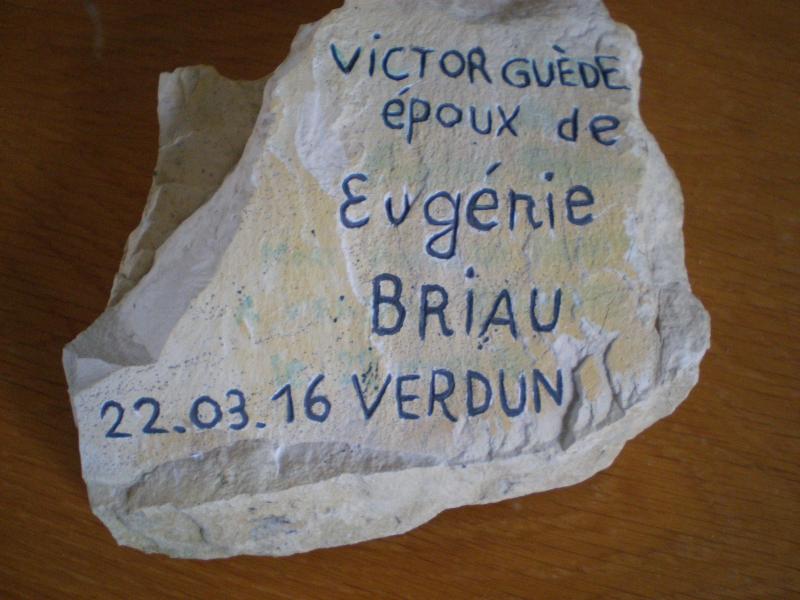 ViCTOR GUÈDE
époux de
Eugénie
BRiAU
22.03.16 VERDUN